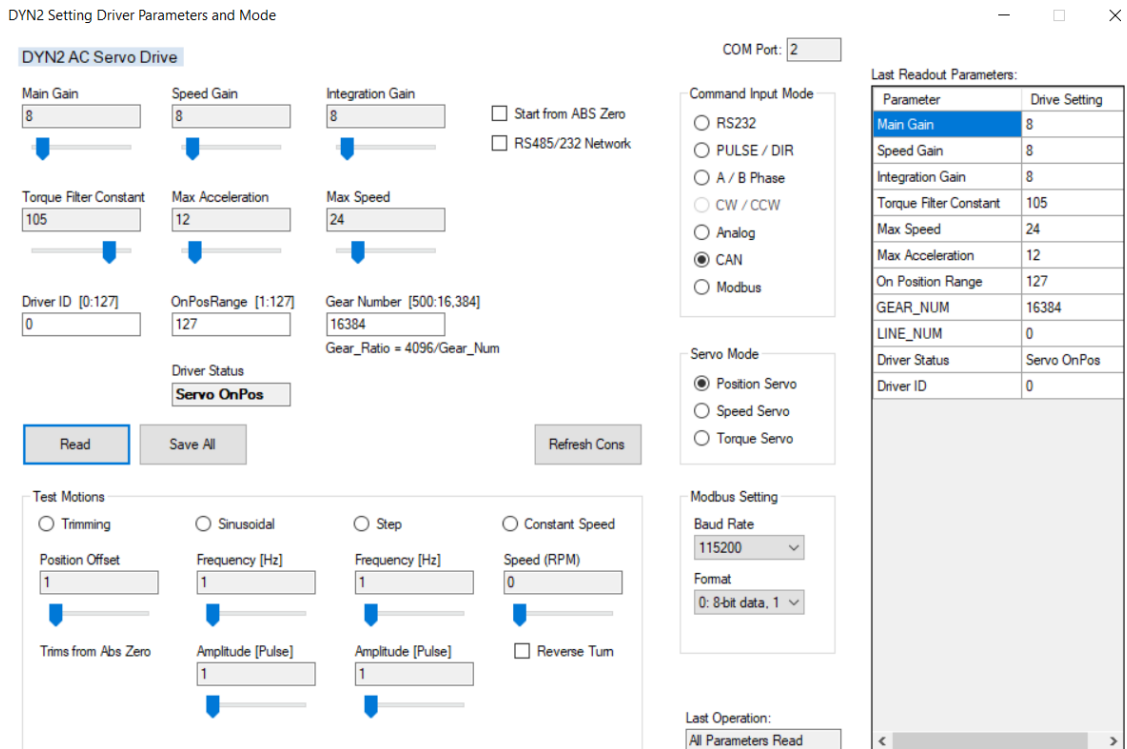 DYN2 Setting Driver Parameters and Mode
DYN2 AC Servo Drive
COM Port: 2
Main Gain
8
Speed Gain
8
Integration Gain
8
Start from ABS Zero
RS485/232 Network
Torque Filter Constant
105
Max Acceleration
12
Max Speed
24
Driver ID [0:127]
0
OnPosRange [1:127]
127
Gear Number [500:16,384]
16384
Gear_Ratio = 4096/Gear_Num
Driver Status
Servo OnPos
Read
Save All
Refresh Cons
Test Motions
Trimming
Position Offset
1
Trims from Abs Zero
Sinusoidal
Frequency [Hz]
1
Amplitude [Pulse]
1
Step
Frequency [Hz]
1
Amplitude [Pulse]
1
Constant Speed
Speed (RPM)
0
Reverse Turn
Command Input Mode
RS232
PULSE / DIR
A / B Phase
CW / CCW
Analog
CAN
Modbus
Servo Mode
Position Servo
Speed Servo
Torque Servo
Modbus Setting
Baud Rate
115200
Format
0: 8-bit data, 1
Last Operation:
All Parameters Read
Last Readout Parameters:
Parameter Drive Setting
Main Gain 8
Speed Gain 8
Integration Gain 8
Torque Filter Constant 105
Max Speed 24
Max Acceleration 12
On Position Range 127
GEAR_NUM 16384
LINE_NUM 0
Driver Status Servo OnPos
Driver ID 0